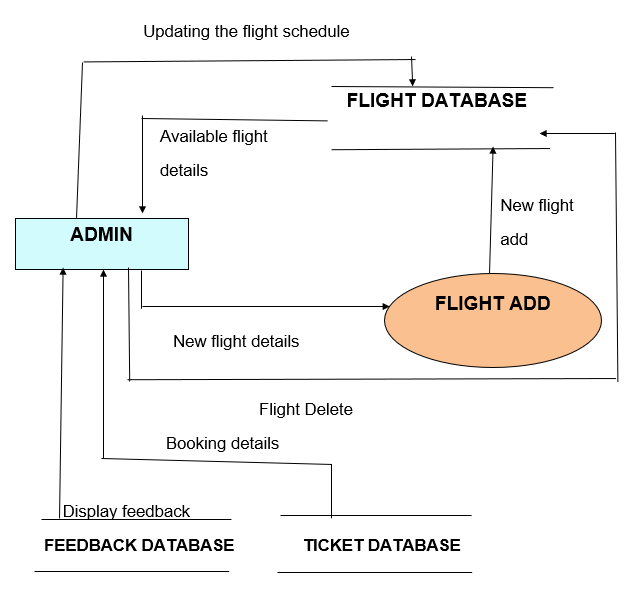 Updating the flight schedule
FLIGHT DATABASE
Available flight
details
New flight
add
ADMIN
FLIGHT ADD
New flight details
Flight Delete
Booking details
Display feedback
FEEDBACK DATABASE
TICKET DATABASE